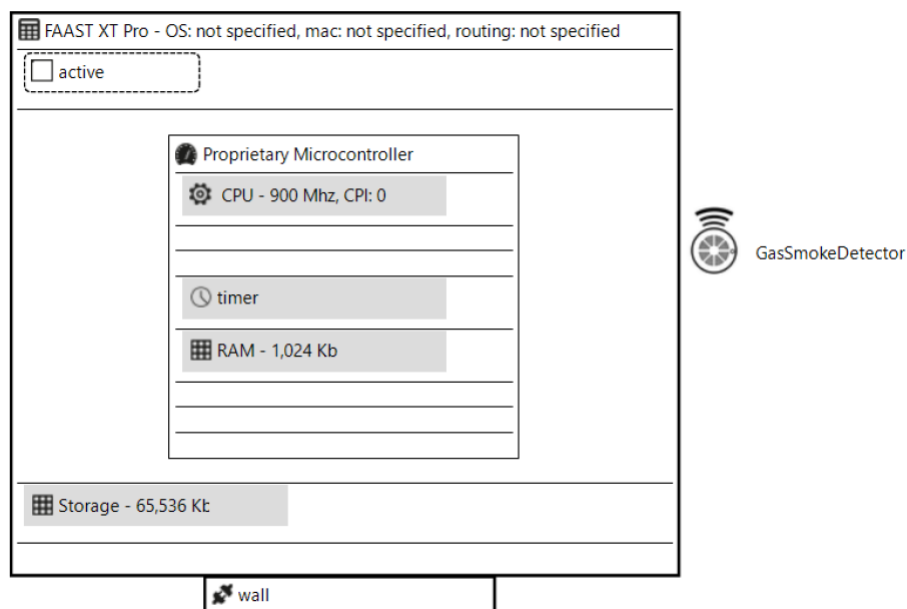 FAAST XT Pro - OS: not specified, mac: not specified, routing: not specified
active
Proprietary Microcontroller
CPU - 900 Mhz, CPI: 0
timer
RAM - 1,024 Kb
GasSmokeDetector
Storage - 65,536 Kb
wall